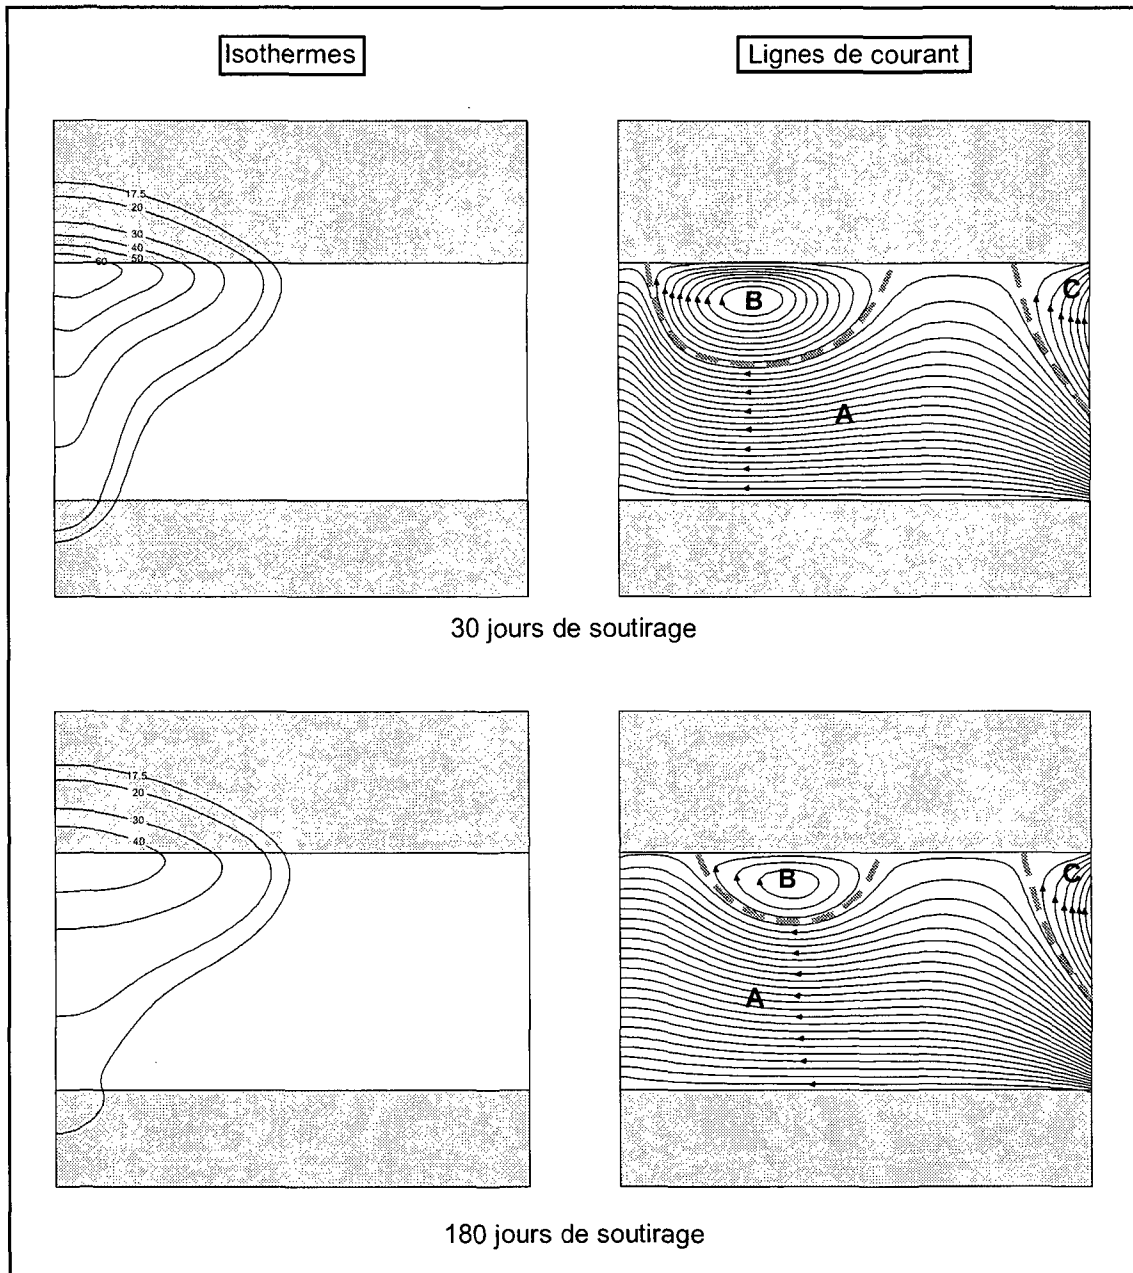 Isothermes
Lignes de courant
17.5
20
30
40
50
60
B
C
A
30 jours de soutirage
17.5
20
30
40
B
C
A
180 jours de soutirage